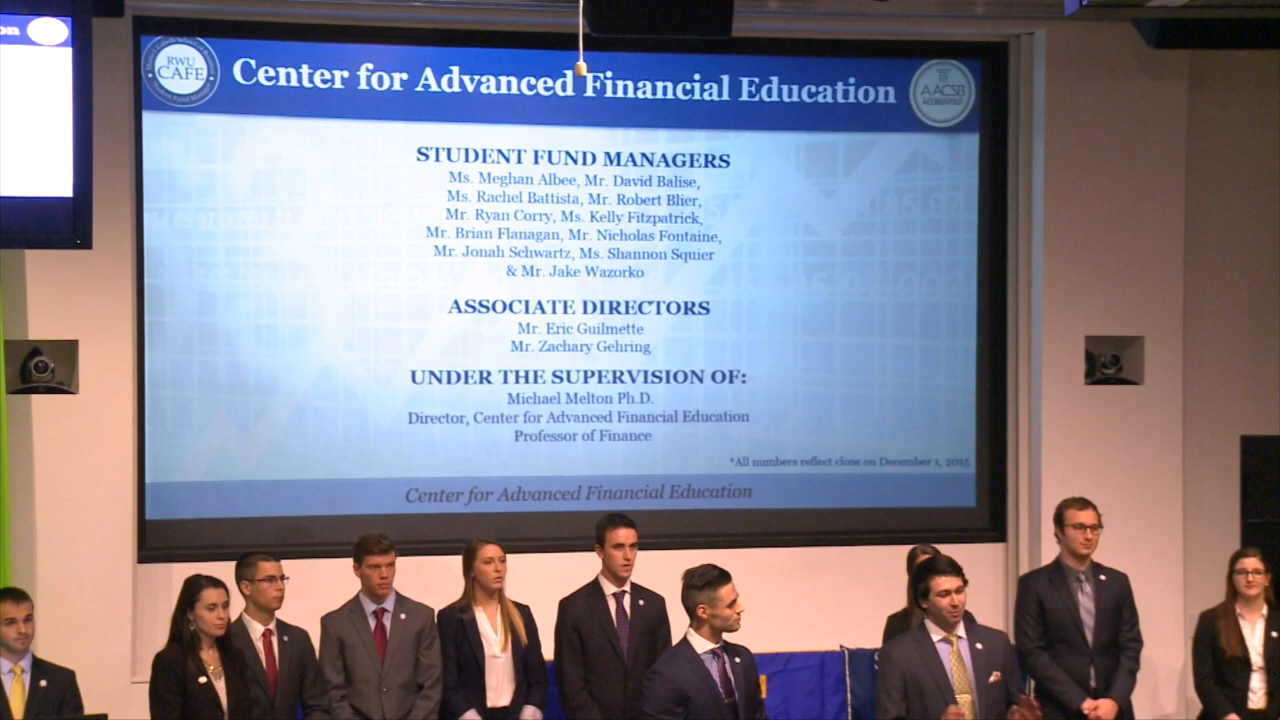 on
RWU
CAFE
Center for Advanced Financial Education
AACSB
ACCREDITED
STUDENT FUND MANAGERS
Ms. Meghan Albee, Mr. David Balise,
Ms. Rachel Battista, Mr. Robert Blier,
Mr. Ryan Corry, Ms. Kelly Fitzpatrick,
Mr. Brian Flanagan, Mr. Nicholas Fontaine,
Mr. Jonah Schwartz, Ms. Shannon Squier
& Mr. Jake Wazorko
ASSOCIATE DIRECTORS
Mr. Eric Guilmette
Mr. Zachary Gehring
UNDER THE SUPERVISION OF:
Michael Melton Ph.D.
Director, Center for Advanced Financial Education
Professor of Finance
*All numbers reflect close on December 1, 2015
Center for Advanced Financial Education